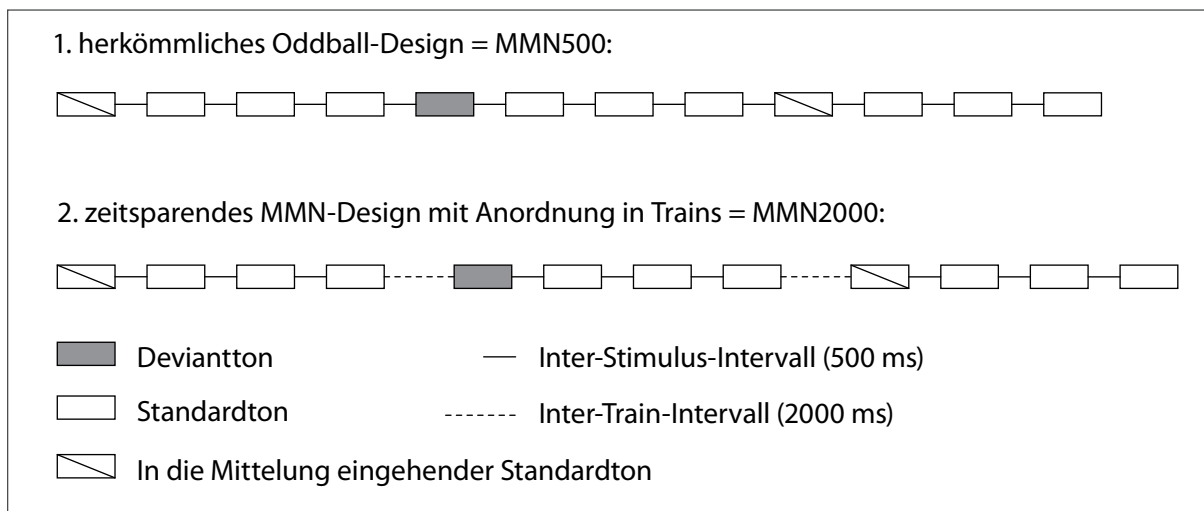 1. herkömmliches Oddball-Design = MMN500:
2. zeitsparendes MMN-Design mit Anordnung in Trains = MMN2000:
Deviantton
Inter-Stimulus-Intervall (500 ms)
Standardton
Inter-Train-Intervall (2000 ms)
In die Mittelung eingehender Standardton